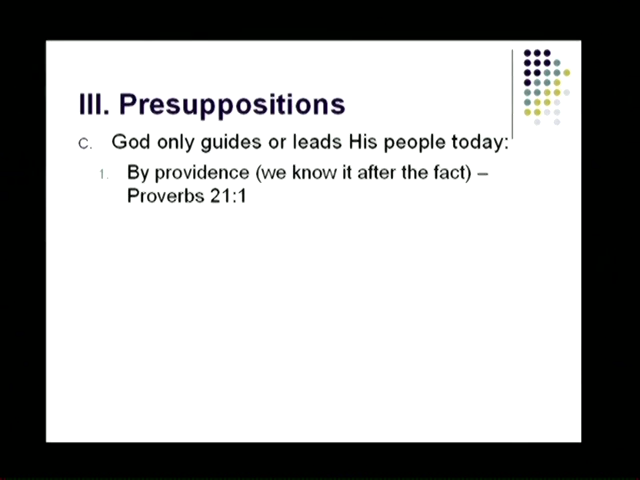 III. Presuppositions
C. God only guides or leads His people today:
1. By providence (we know it after the fact) –
Proverbs 21:1